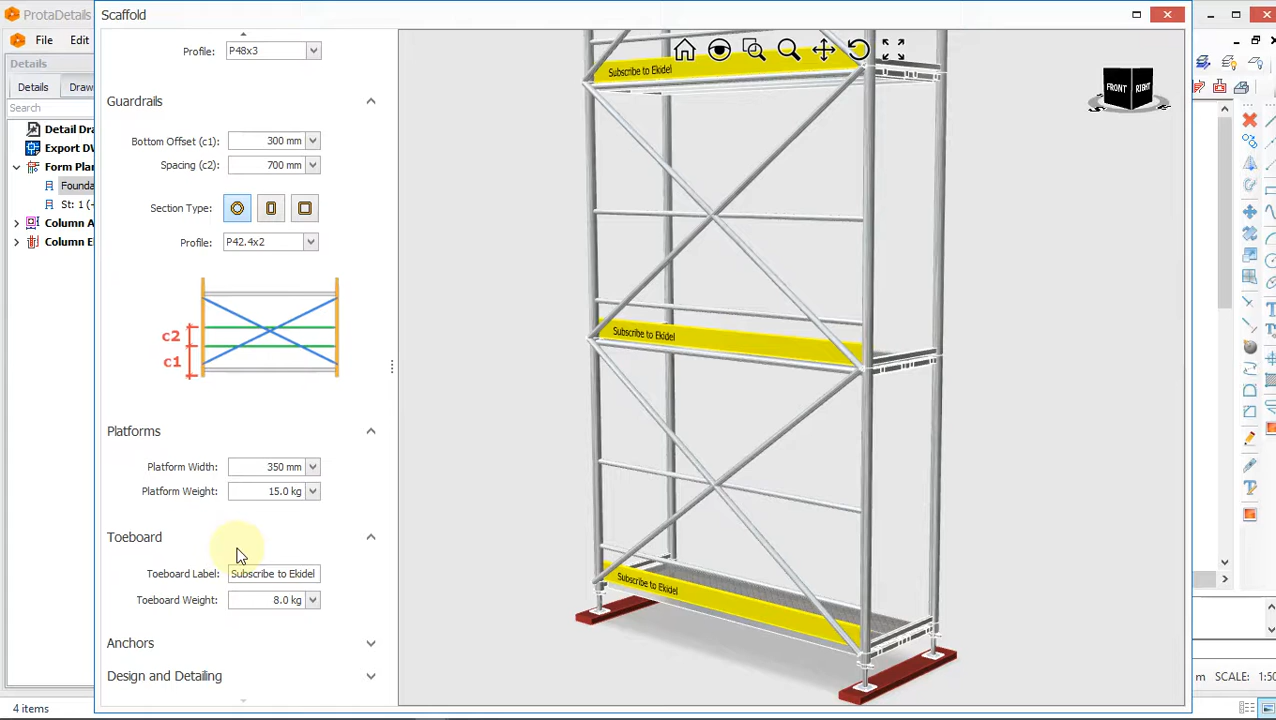 ProtaDetails
Scaffold
File
Edit
Details
Details
Draw
Search
Detail Dra
Export DV
Form Plan
Founda
St: 1 (-
Column A
Column El
4 items
Profile:
P48x3
Guardrails
Bottom Offset (c1):
300 mm
Spacing (c2):
700 mm
Section Type:
Profile:
P42.4x2
c2
c1
Platforms
Platform Width:
350 mm
Platform Weight:
15.0 kg
Toeboard
Toeboard Label:
Subscribe to Ekidel
Toeboard Weight:
8.0 kg
Anchors
Design and Detailing
Subscribe to Ekidel
Subscribe to Ekidel
Subscribe to Ekidel
FRONT
RIGHT
m
SCALE:
1:50